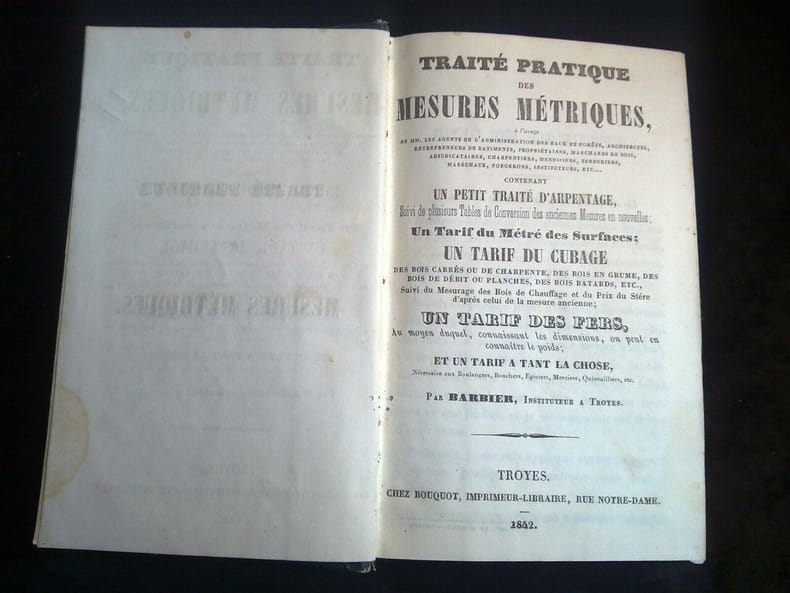 TRAITÉ PRATIQUE
DES
MESURES MÉTRIQUES,
à l'usage
DE MM. LES AGENTS DE L'ADMINISTRATION DES EAUX ET FORÊTS, ARCHITECTES,
ENTREPRENEURS DE BATIMENTS, PROPRIÉTAIRES, MARCHANDS DE BOIS,
ADJUDICATAIRES, CHARPENTIERS, MENUISIERS, SERRURIERS,
MARÉCHAUX, FORGERONS, INSTITUTEURS, ETC...
CONTENANT
UN PETIT TRAITÉ D'ARPENTAGE,
Suivi de plusieurs Tables de Conversion des anciennes Mesures en nouvelles;
Un Tarif du Métré des Surfaces;
UN TARIF DU CUBAGE
DES BOIS CARRÉS OU DE CHARPENTE, DES BOIS EN GRUME, DES
BOIS DE DÉBIT OU PLANCHES, DES BOIS BATARDS, ETC.,
Suivi du Mesurage des Bois de Chauffage et du Prix du Stère
d'après celui de la mesure ancienne;
UN TARIF DES FERS,
Au moyen duquel, connaissant les dimensions, on peut en
connaître le poids;
ET UN TARIF A TANT LA CHOSE,
Nécessaire aux Boulangers, Bouchers, Epiciers, Merciers, Quincailliers, etc.
PAR BARBIER, INSTITUTEUR A TROYES.
TROYES.
CHEZ BOUQUOT, IMPRIMEUR-LIBRAIRE, RUE NOTRE-DAME.
1842.